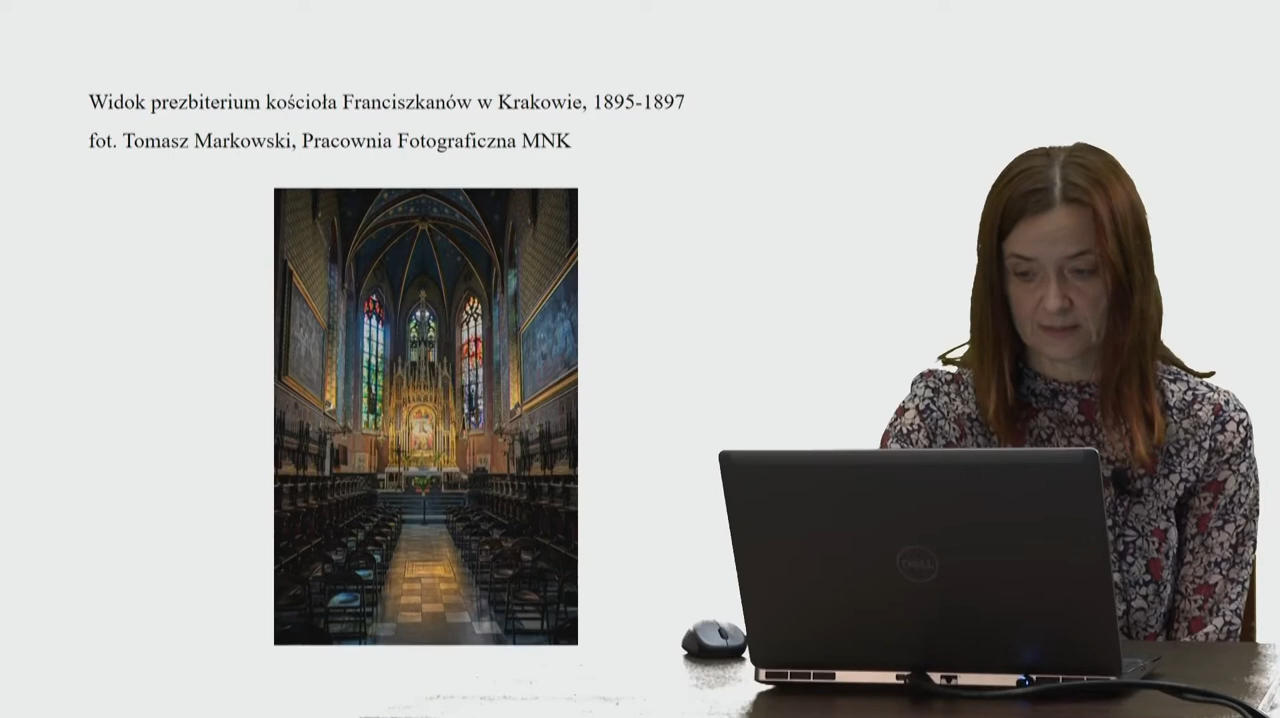 Widok prezbiterium kościoła Franciszkanów w Krakowie, 1895-1897
fot. Tomasz Markowski, Pracownia Fotograficzna MNK
DELL